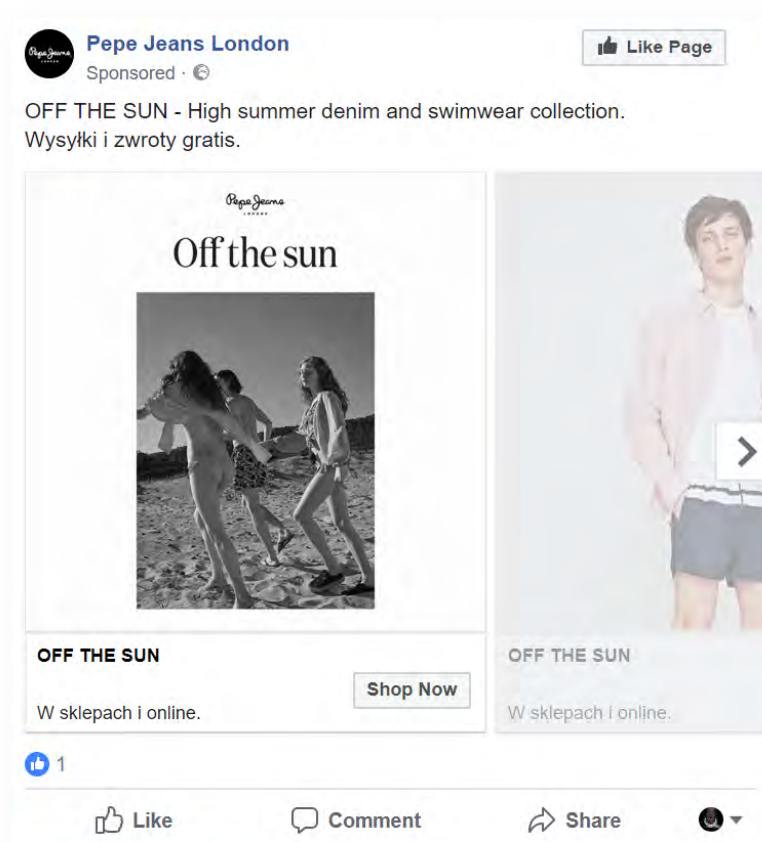 Pepe Jeans London
Like Page
Sponsored ·
OFF THE SUN - High summer denim and swimwear collection.
Wysyłki i zwroty gratis.
Pepe Jeans
LONDON
Off the sun
OFF THE SUN
Shop Now
W sklepach i online.
OFF THE SUN
W sklepach i online.
1
Like
Comment
Share